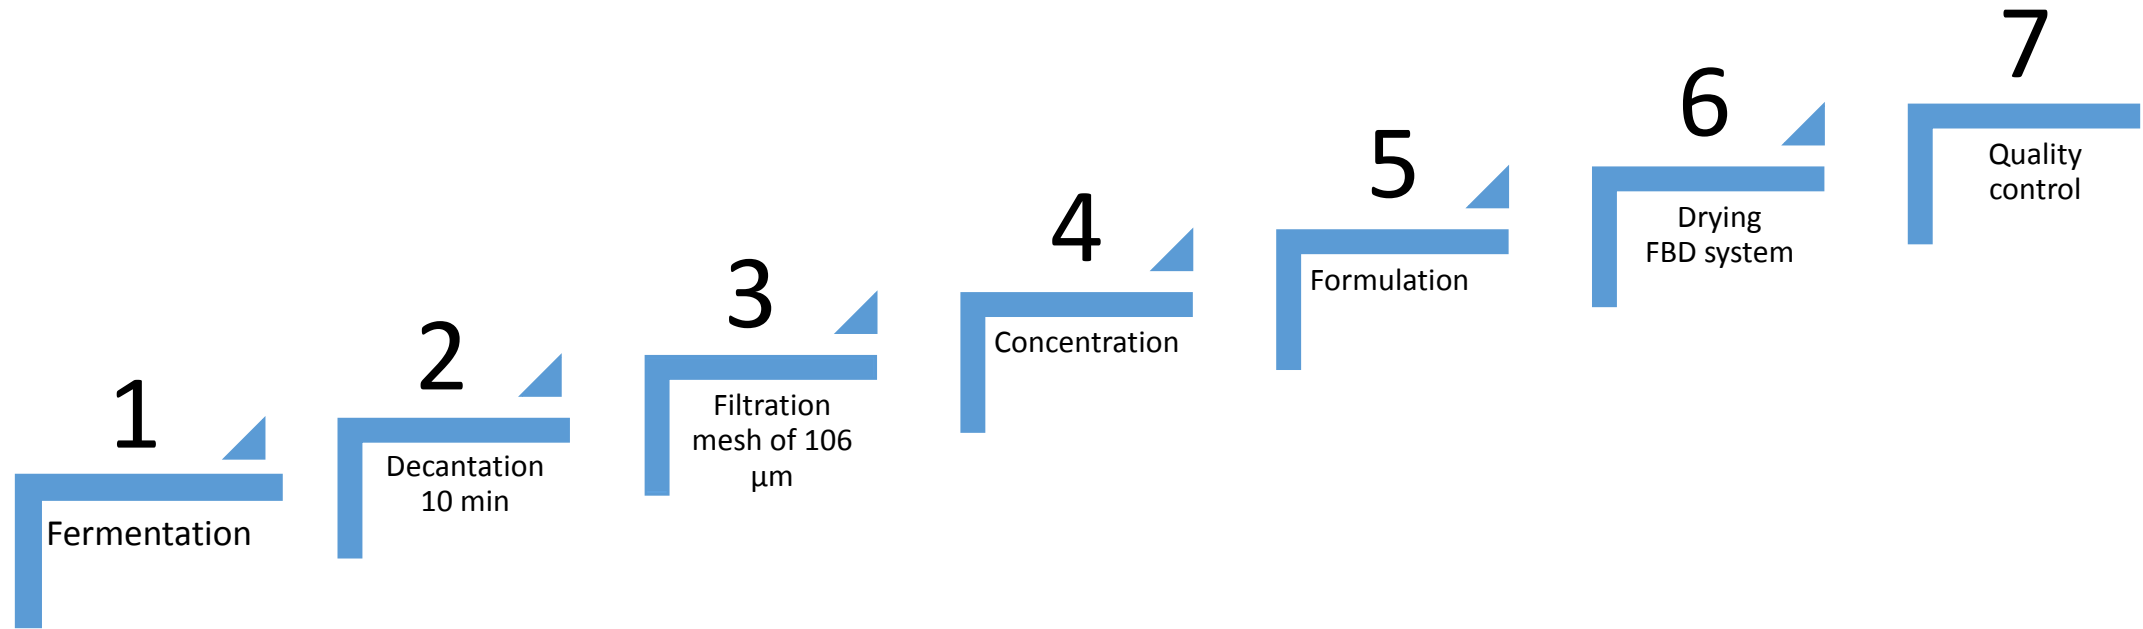 1
Fermentation
2
Decantation
10 min
3
Filtration
mesh of 106
µm
4
Concentration
5
Formulation
6
Drying
FBD system
7
Quality
control